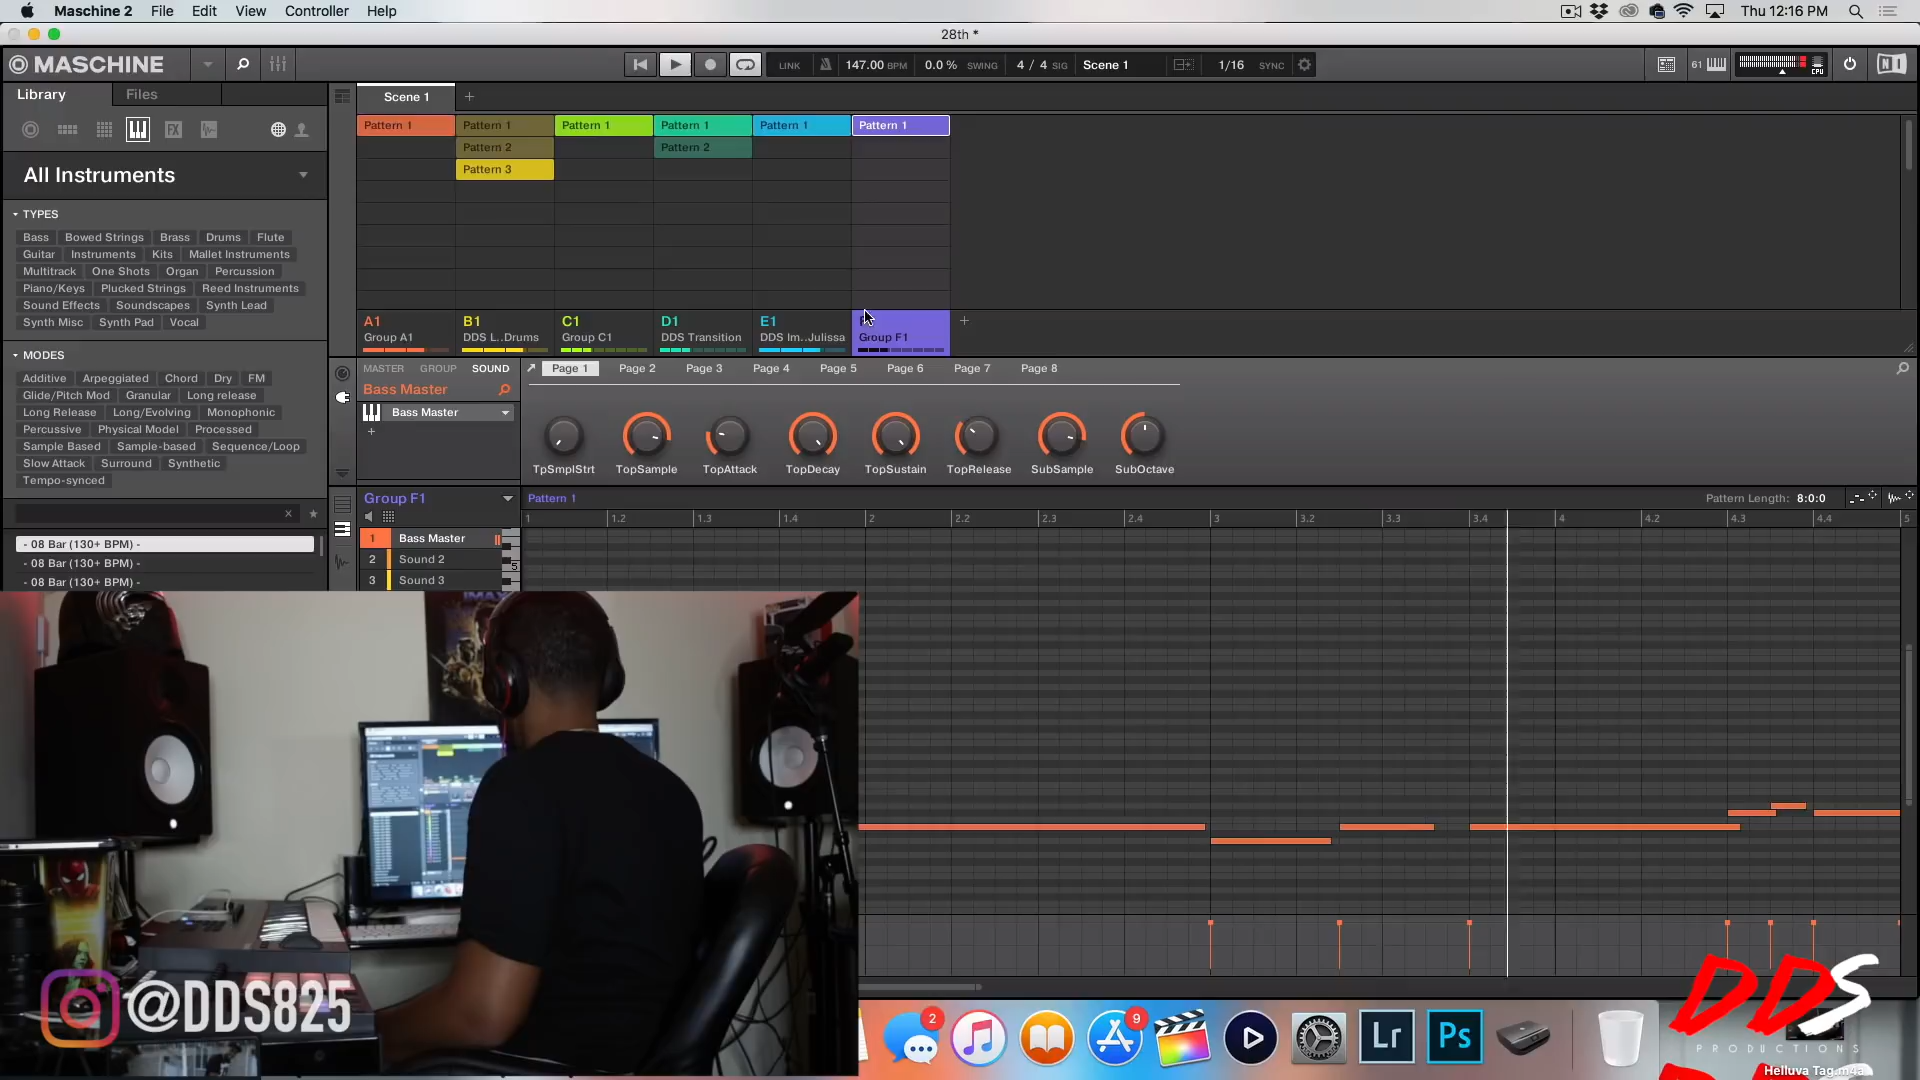 Maschine 2 File Edit View Controller Help
Thu 12:16 PM
28th *
MASCHINE
LINK 147.00 BPM 0.0 % SWING 4 / 4 SIG Scene 1 1/16 SYNC
61 CPU
Library Files
Scene 1 +
Pattern 1 Pattern 1 Pattern 1 Pattern 1 Pattern 1 Pattern 1
Pattern 2 Pattern 2
Pattern 3
FX
All Instruments
TYPES
Bass Bowed Strings Brass Drums Flute
Guitar Instruments Kits Mallet Instruments
Multitrack One Shots Organ Percussion
Piano/Keys Plucked Strings Reed Instruments
Sound Effects Soundscapes Synth Lead
Synth Misc Synth Pad Vocal
A1 B1 C1 D1 E1
Group A1 DDS L..Drums Group C1 DDS Transition DDS Im..Julissa Group F1
MODES
Additive Arpeggiated Chord Dry FM
Glide/Pitch Mod Granular Long release
Long Release Long/Evolving Monophonic
Percussive Physical Model Processed
Sample Based Sample-based Sequence/Loop
Slow Attack Surround Synthetic
Tempo-synced
- 08 Bar (130+ BPM) -
- 08 Bar (130+ BPM) -
- 08 Bar (130+ BPM) -
MASTER GROUP SOUND
Page 1 Page 2 Page 3 Page 4 Page 5 Page 6 Page 7 Page 8
Bass Master
Bass Master
TpSmplStrt TopSample TopAttack TopDecay TopSustain TopRelease SubSample SubOctave
Group F1
Pattern 1
Pattern Length: 8:0:0
1 1.2 1.3 1.4 2 2.2 2.3 2.4 3 3.2 3.3 3.4 4 4.2 4.3 4.4 5
1 Bass Master
2 Sound 2
3 Sound 3
5
IMAX
@DDS825
2
9
Lr
Ps
DDS
PRODUCTIONS
Helluva Tag.m4a